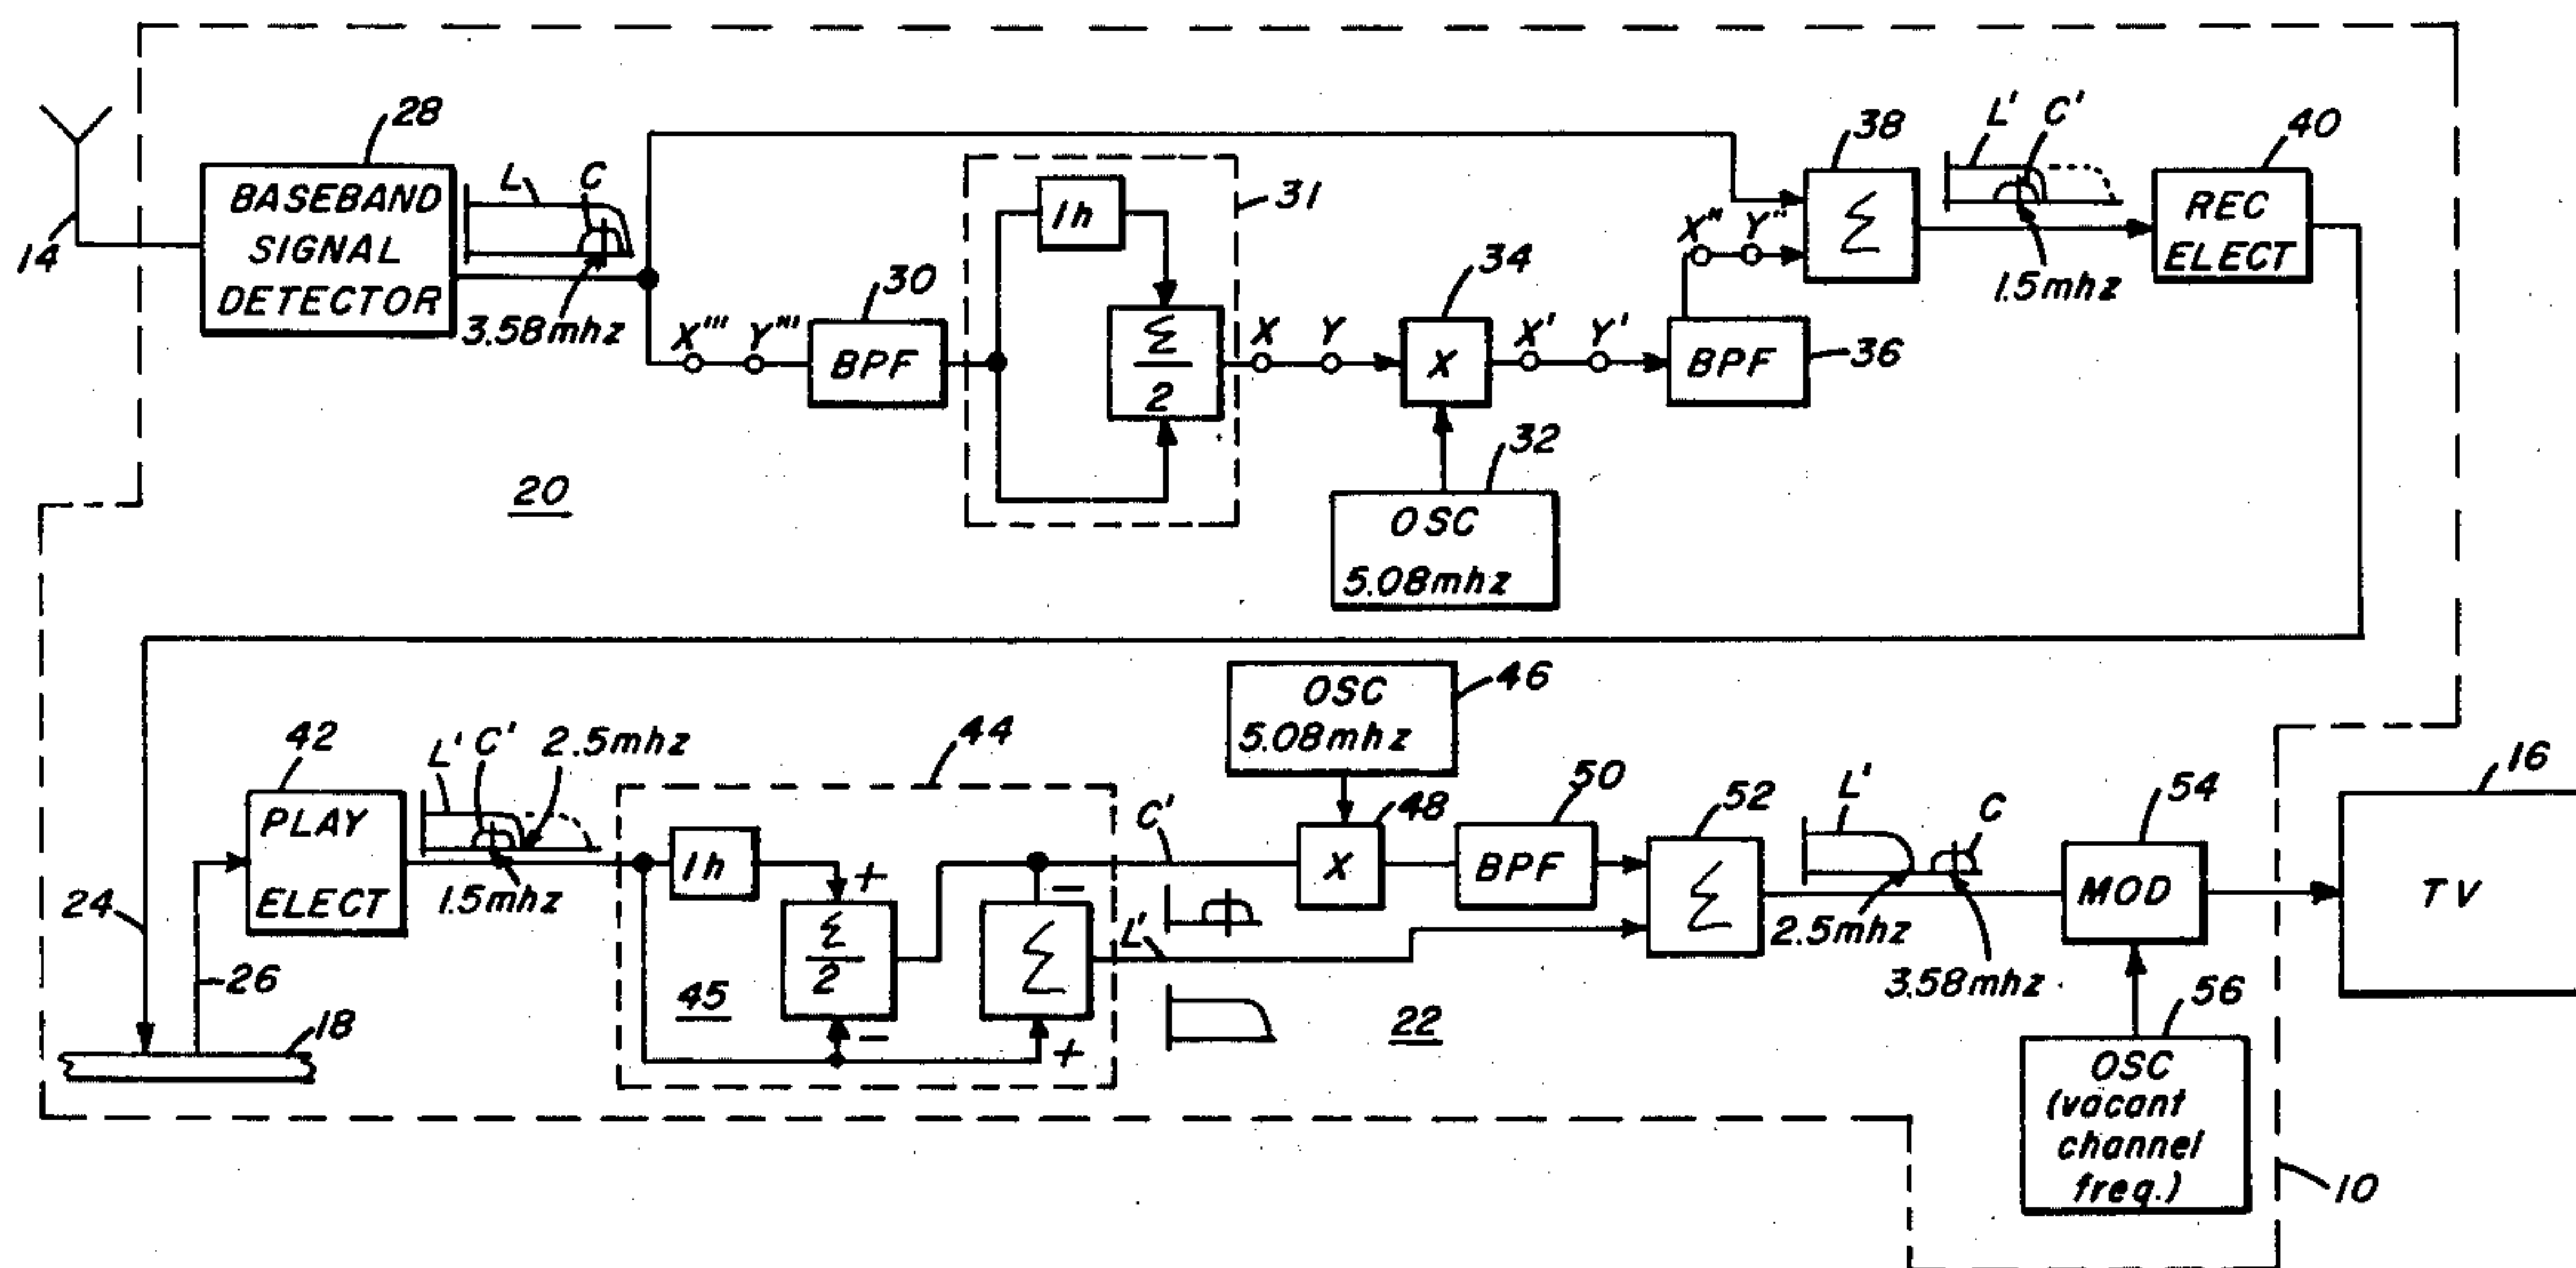 28
BASEBAND
SIGNAL
DETECTOR
14
L
C
3.58mhz
X'''
Y'''
30
BPF
1h
31
Σ
2
X
Y
34
X
X'
Y'
BPF
36
X''
Y''
38
Σ
L'
C'
1.5mhz
40
REC
ELECT
32
OSC
5.08mhz
20
42
PLAY
ELECT
24
26
18
L'
C'
2.5mhz
1.5mhz
44
1h
+
Σ
2
-
45
-
Σ
+
OSC
5.08mhz
46
C'
L'
X
48
50
BPF
52
Σ
22
L'
C
2.5mhz
3.58mhz
54
MOD
56
OSC
(vacant
channel
freq.)
10
16
TV